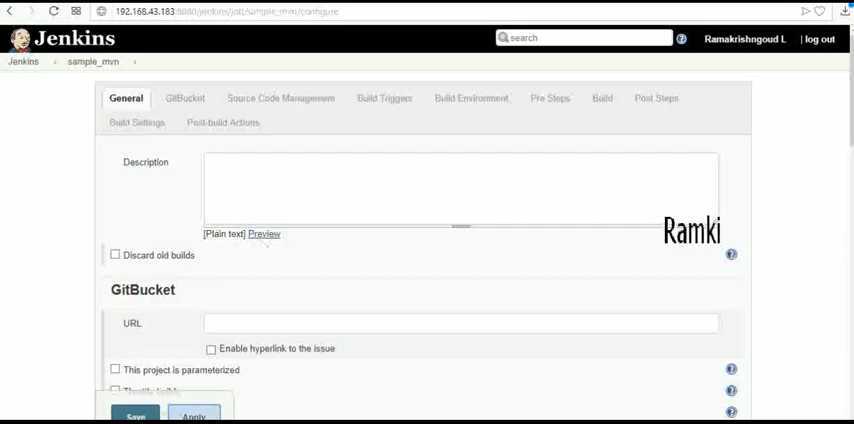 192.168.43.183:8080/jenkins/job/sample_mvn/configure
Jenkins
search
Ramakrishngoud L
| log out
Jenkins
sample_mvn
General
GitBucket
Source Code Management
Build Triggers
Build Environment
Pre Steps
Build
Post Steps
Build Settings
Post-build Actions
Description
[Plain text] Preview
Ramki
Discard old builds
GitBucket
URL
Enable hyperlink to the issue
This project is parameterized
Save
Apply